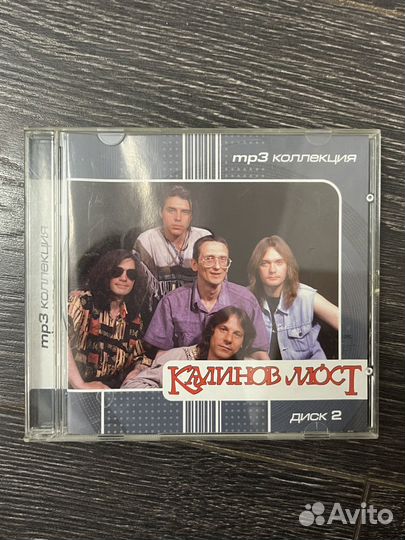 mp3 коллекция
mp3 коллекция
КАЛИНОВ МОСТ
диск 2
Avito